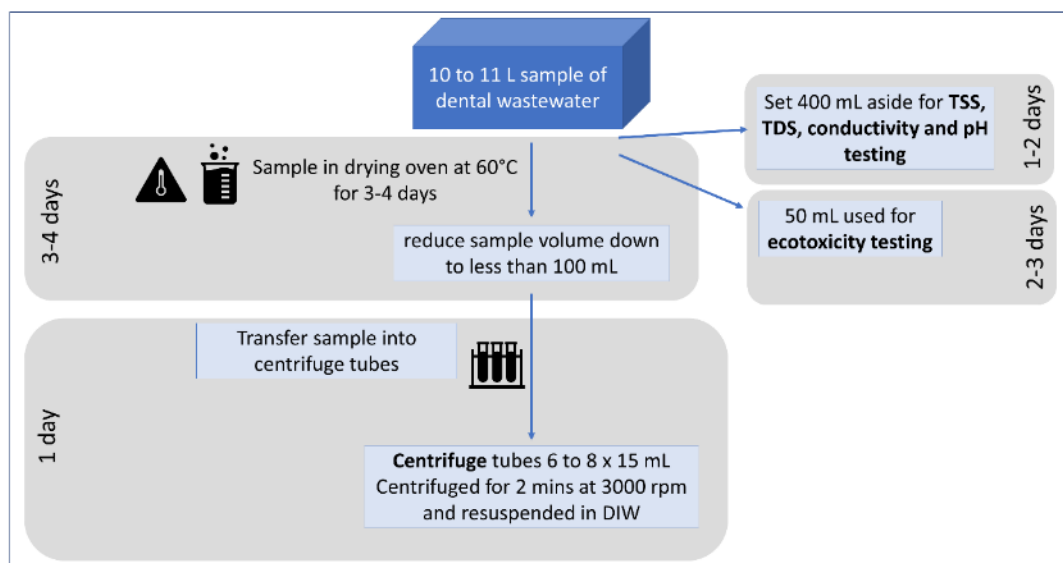 10 to 11 L sample of
dental wastewater
Set 400 mL aside for TSS,
TDS, conductivity and pH
testing
1-2 days
Sample in drying oven at 60°C
for 3-4 days
3-4 days
50 mL used for
ecotoxicity testing
2-3 days
reduce sample volume down
to less than 100 mL
Transfer sample into
centrifuge tubes
1 day
Centrifuge tubes 6 to 8 x 15 mL
Centrifuged for 2 mins at 3000 rpm
and resuspended in DIW